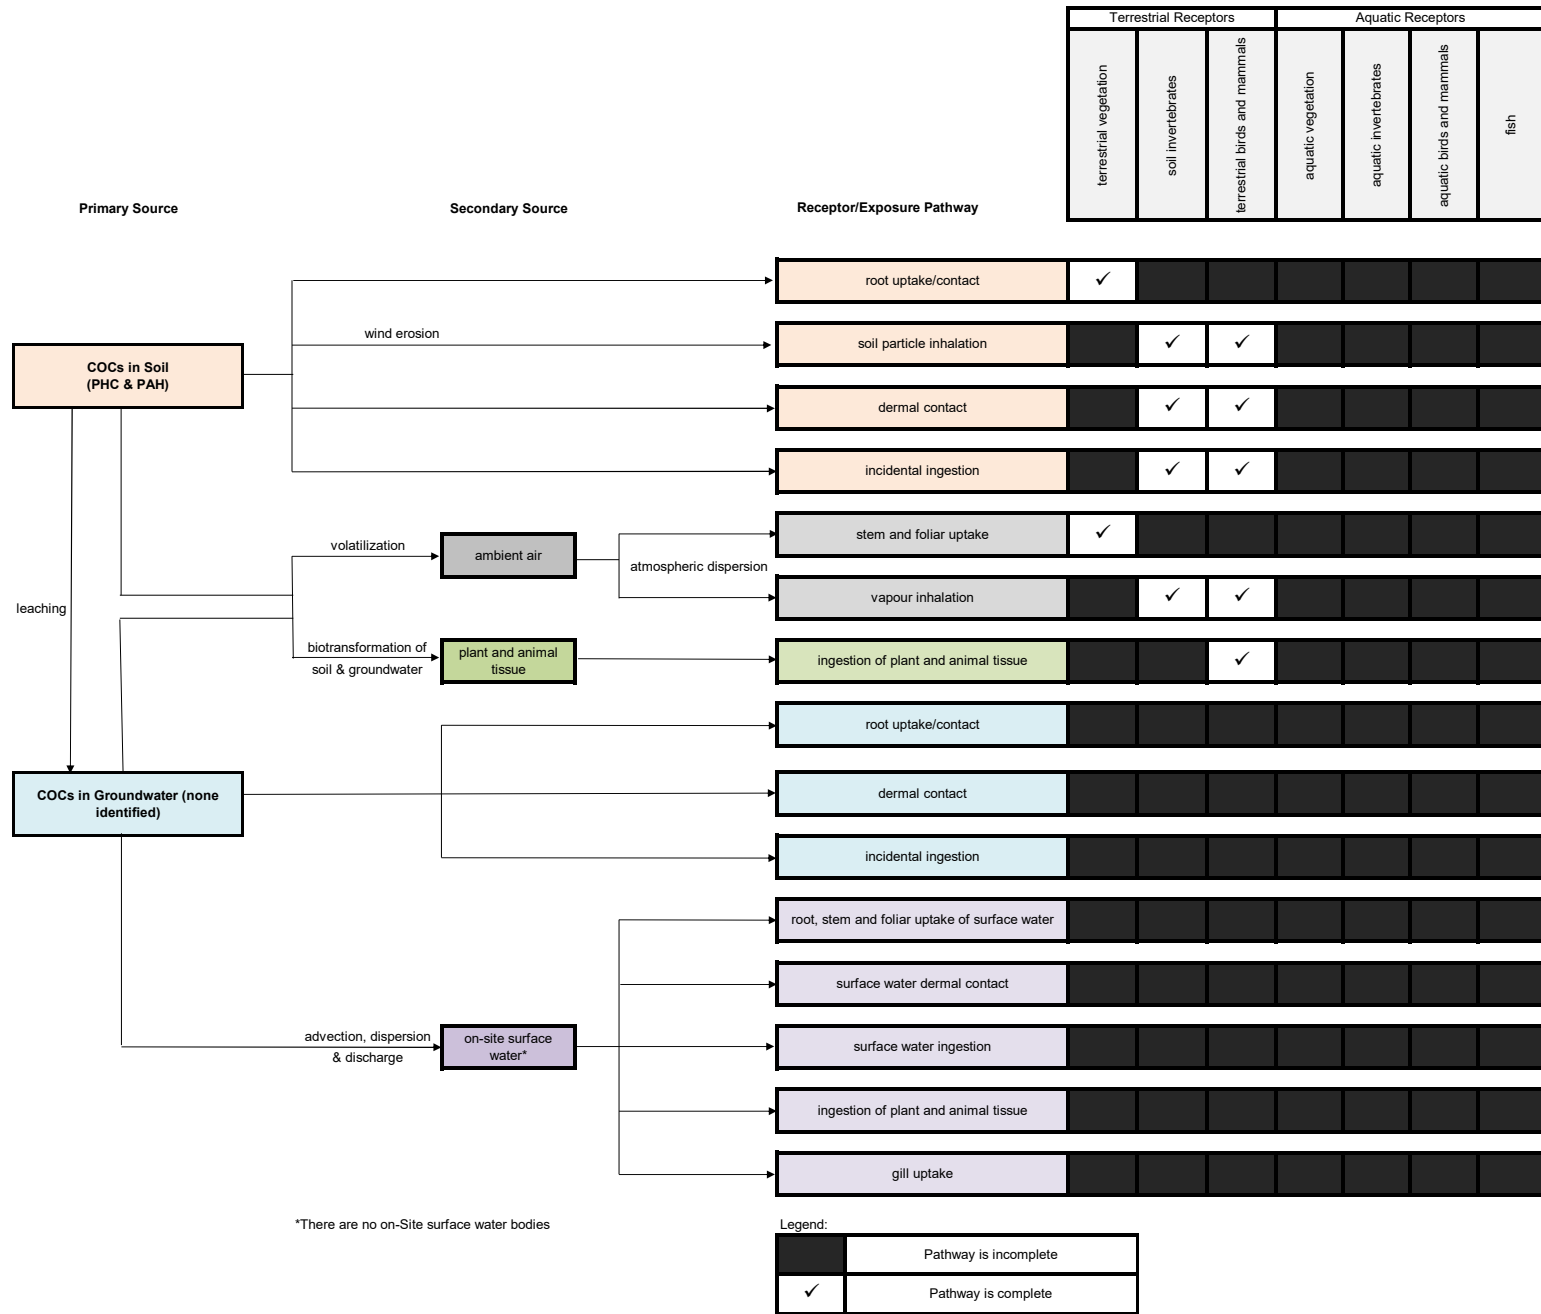 Terrestrial Receptors
Aquatic Receptors
terrestrial vegetation
soil invertebrates
terrestrial birds and mammals
aquatic vegetation
aquatic invertebrates
aquatic birds and mammals
fish
Primary Source
Secondary Source
Receptor/Exposure Pathway
root uptake/contact
✓
wind erosion
soil particle inhalation
✓ ✓
COCs in Soil
(PHC & PAH)
dermal contact
✓ ✓
incidental ingestion
✓ ✓
stem and foliar uptake
✓
volatilization
ambient air
atmospheric dispersion
vapour inhalation
✓ ✓
leaching
biotransformation of
soil & groundwater
plant and animal
tissue
ingestion of plant and animal tissue
✓
root uptake/contact
COCs in Groundwater (none
identified)
dermal contact
incidental ingestion
root, stem and foliar uptake of surface water
surface water dermal contact
advection, dispersion
& discharge
on-site surface
water*
surface water ingestion
ingestion of plant and animal tissue
gill uptake
*There are no on-Site surface water bodies
Legend:
Pathway is incomplete
✓ Pathway is complete